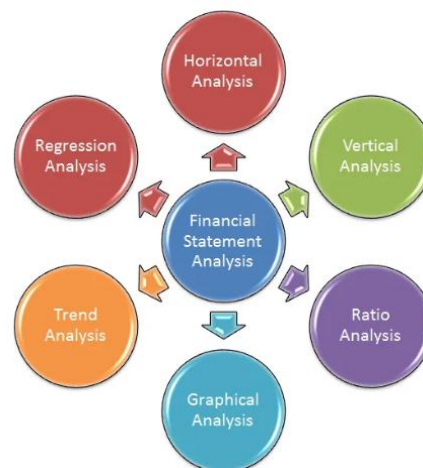 Horizontal
Analysis
Regression
Analysis
Vertical
Analysis
Financial
Statement
Analysis
Trend
Analysis
Ratio
Analysis
Graphical
Analysis